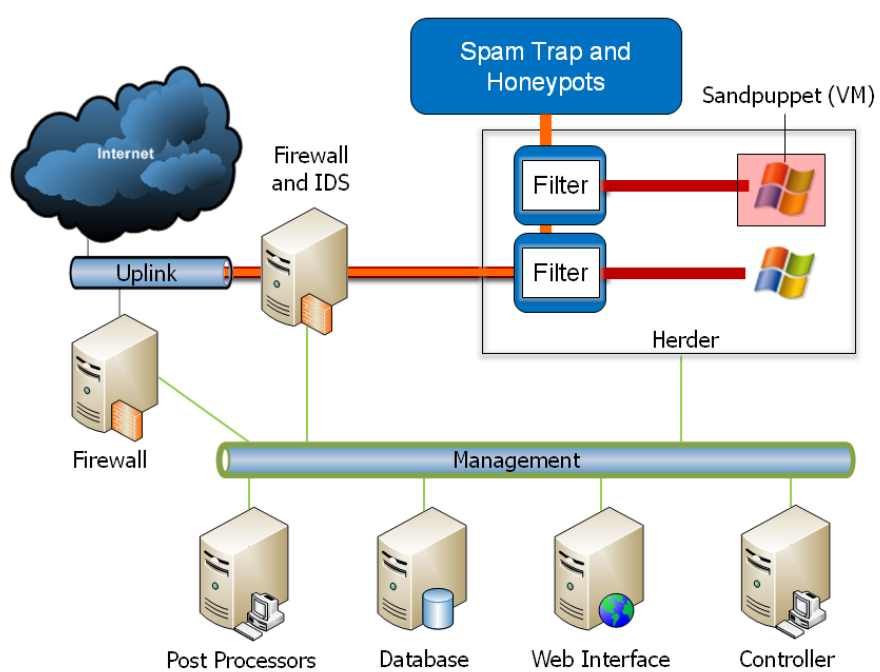 Spam Trap and
Honeypots
Sandpuppet (VM)
Internet
Firewall
and IDS
Filter
Uplink
Filter
Herder
Firewall
Management
Post Processors
Database
Web Interface
Controller